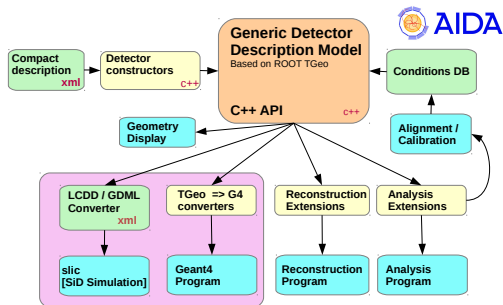 AIDA
Generic Detector
Description Model
Based on ROOT TGeo
C++ API
c++
Compact
description
xml
Detector
constructors
c++
Conditions DB
Geometry
Display
Alignment /
Calibration
LCDD / GDML
Converter
xml
TGeo => G4
converters
Reconstruction
Extensions
Analysis
Extensions
slic
[SiD Simulation]
Geant4
Program
Reconstruction
Program
Analysis
Program